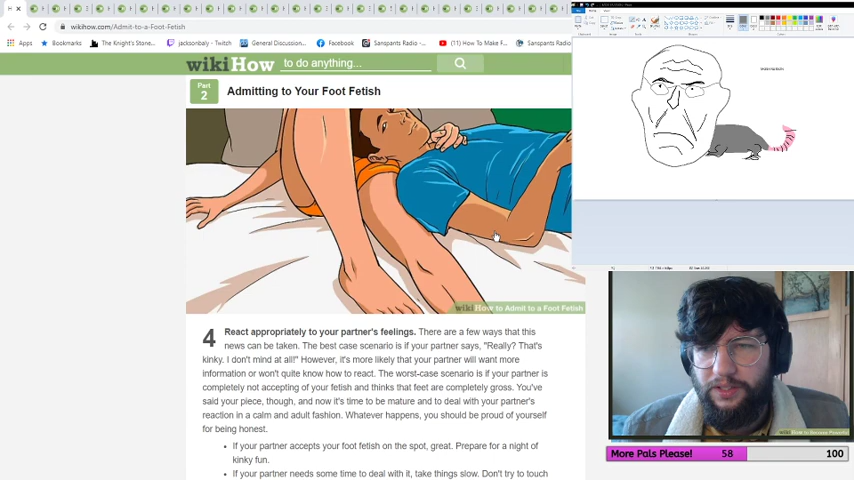 wikihow.com/Admit-to-a-Foot-Fetish
Apps
Bookmarks
The Knight's Stone...
jacksonbaly - Twitch
General Discussion...
Facebook
Sanspants Radio -...
(11) How To Make F...
Sanspants Radio...
wikiHow
to do anything...
Part
2
Admitting to Your Foot Fetish
wikiHow to Admit to a Foot Fetish
4
React appropriately to your partner's feelings. There are a few ways that this
news can be taken. The best case scenario is if your partner says, "Really? That's
kinky. I don't mind at all!" However, it's more likely that your partner will want more
information or won't quite know how to react. The worst-case scenario is if your partner is
completely not accepting of your fetish and thinks that feet are completely gross. You've
said your piece, though, and now it's time to be mature and to deal with your partner's
reaction in a calm and adult fashion. Whatever happens, you should be proud of yourself
for being honest.
If your partner accepts your foot fetish on the spot, great. Prepare for a night of
kinky fun.
If your partner needs some time to deal with it, take things slow. Don't try to touch
wikiHow to Become Powerful
More Pals Please!
58
100